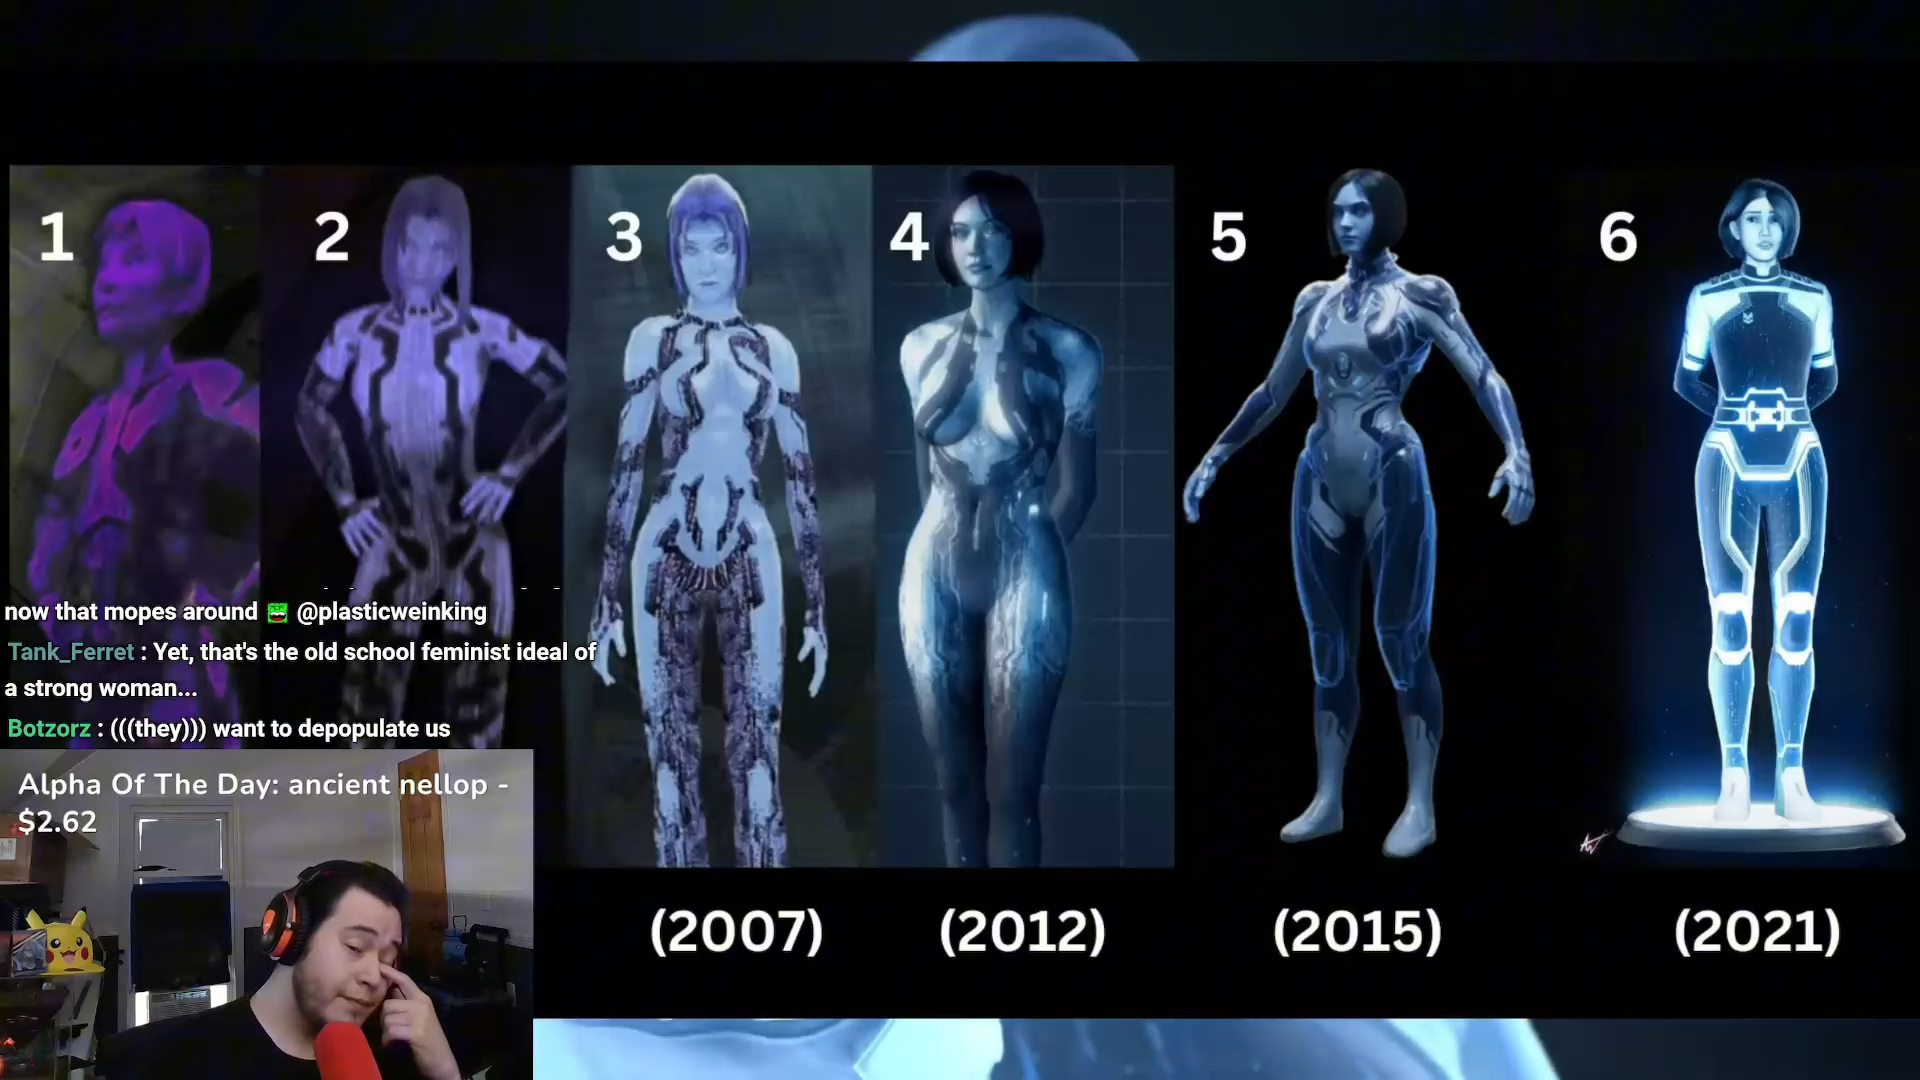 1
2
3
4
5
6
now that mopes around @plasticweinking
Tank_Ferret : Yet, that's the old school feminist ideal of
a strong woman...
Botzorz : (((they))) want to depopulate us
Alpha Of The Day: ancient nellop -
$2.62
(2007)
(2012)
(2015)
(2021)